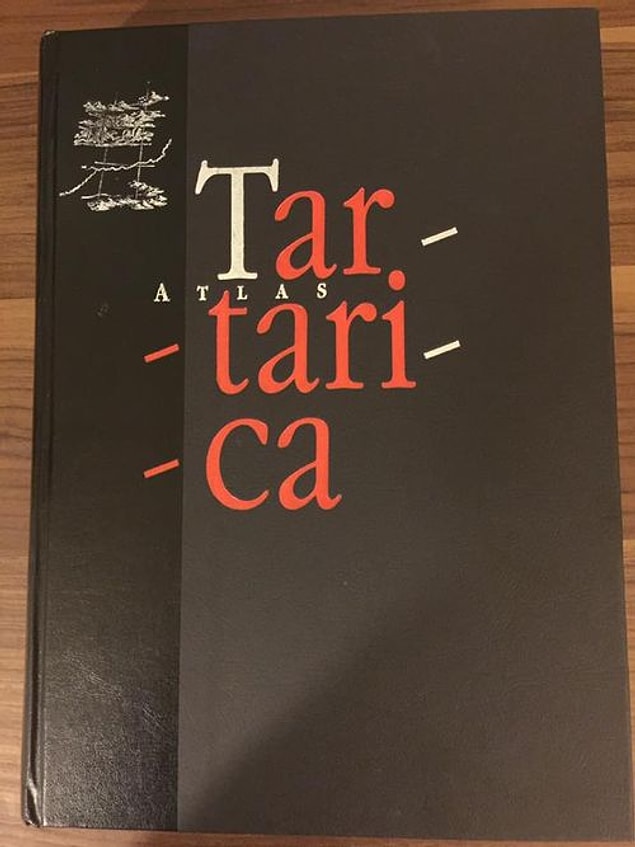 Tar-
ATLAS
-tari-
-ca